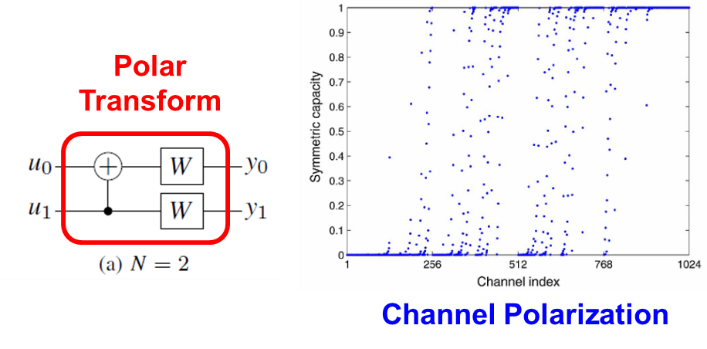 Polar
Transform
u₀ + W y₀
u₁ W y₁
(a) N = 2
Symmetric capacity
1
0.9
0.8
0.7
0.6
0.5
0.4
0.3
0.2
0.1
0
1 256 512 768 1024
Channel index
Channel Polarization